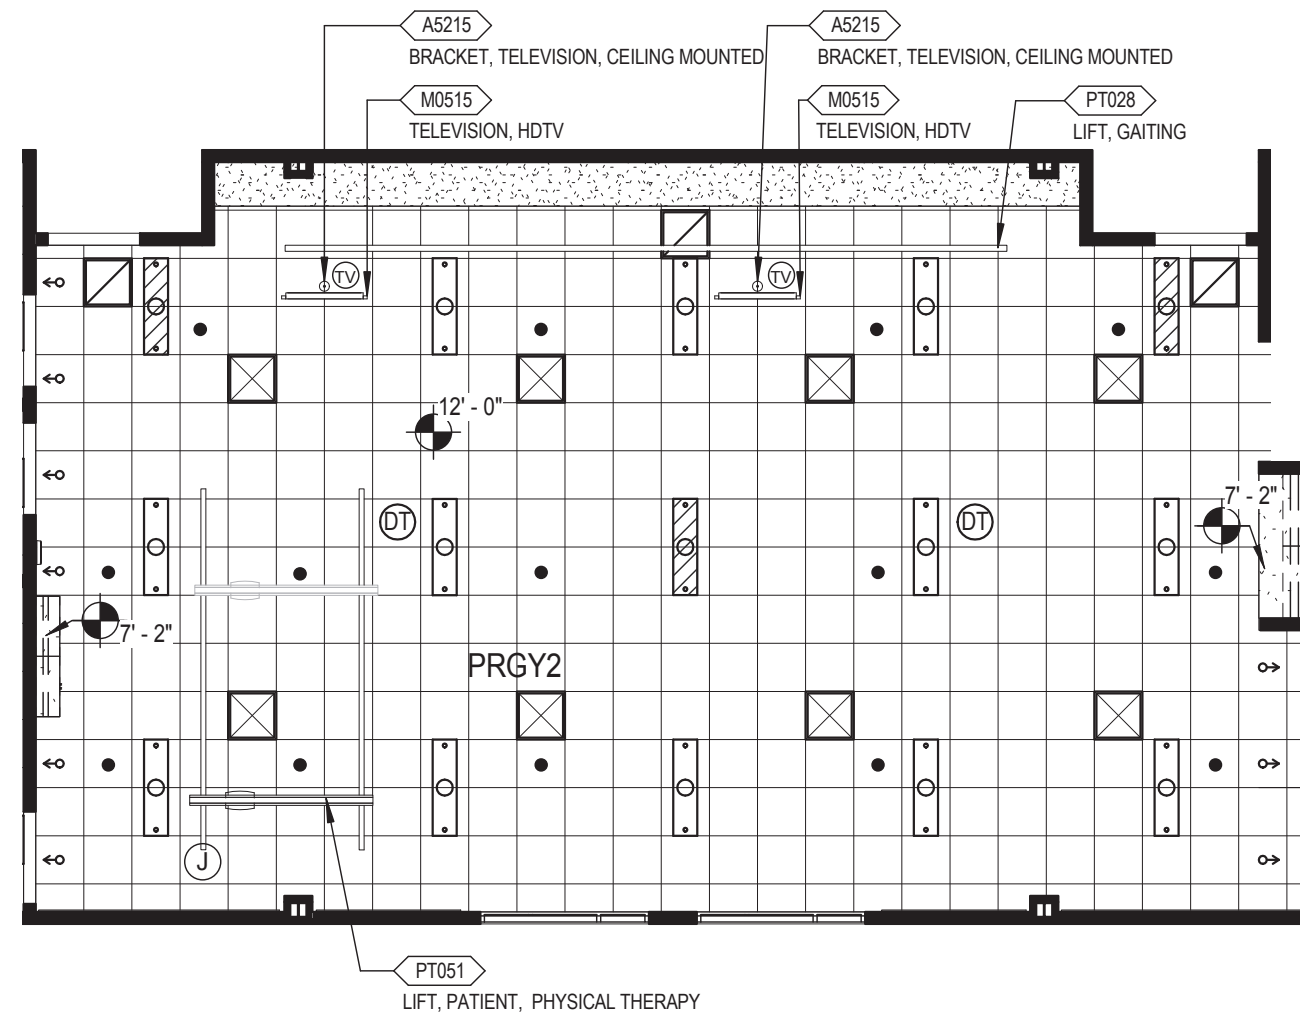 A5215
BRACKET, TELEVISION, CEILING MOUNTED
A5215
BRACKET, TELEVISION, CEILING MOUNTED
M0515
TELEVISION, HDTV
M0515
TELEVISION, HDTV
PT028
LIFT, GAITING
TV
TV
12' - 0"
7' - 2"
DT
DT
7' - 2"
PRGY2
J
PT051
LIFT, PATIENT, PHYSICAL THERAPY